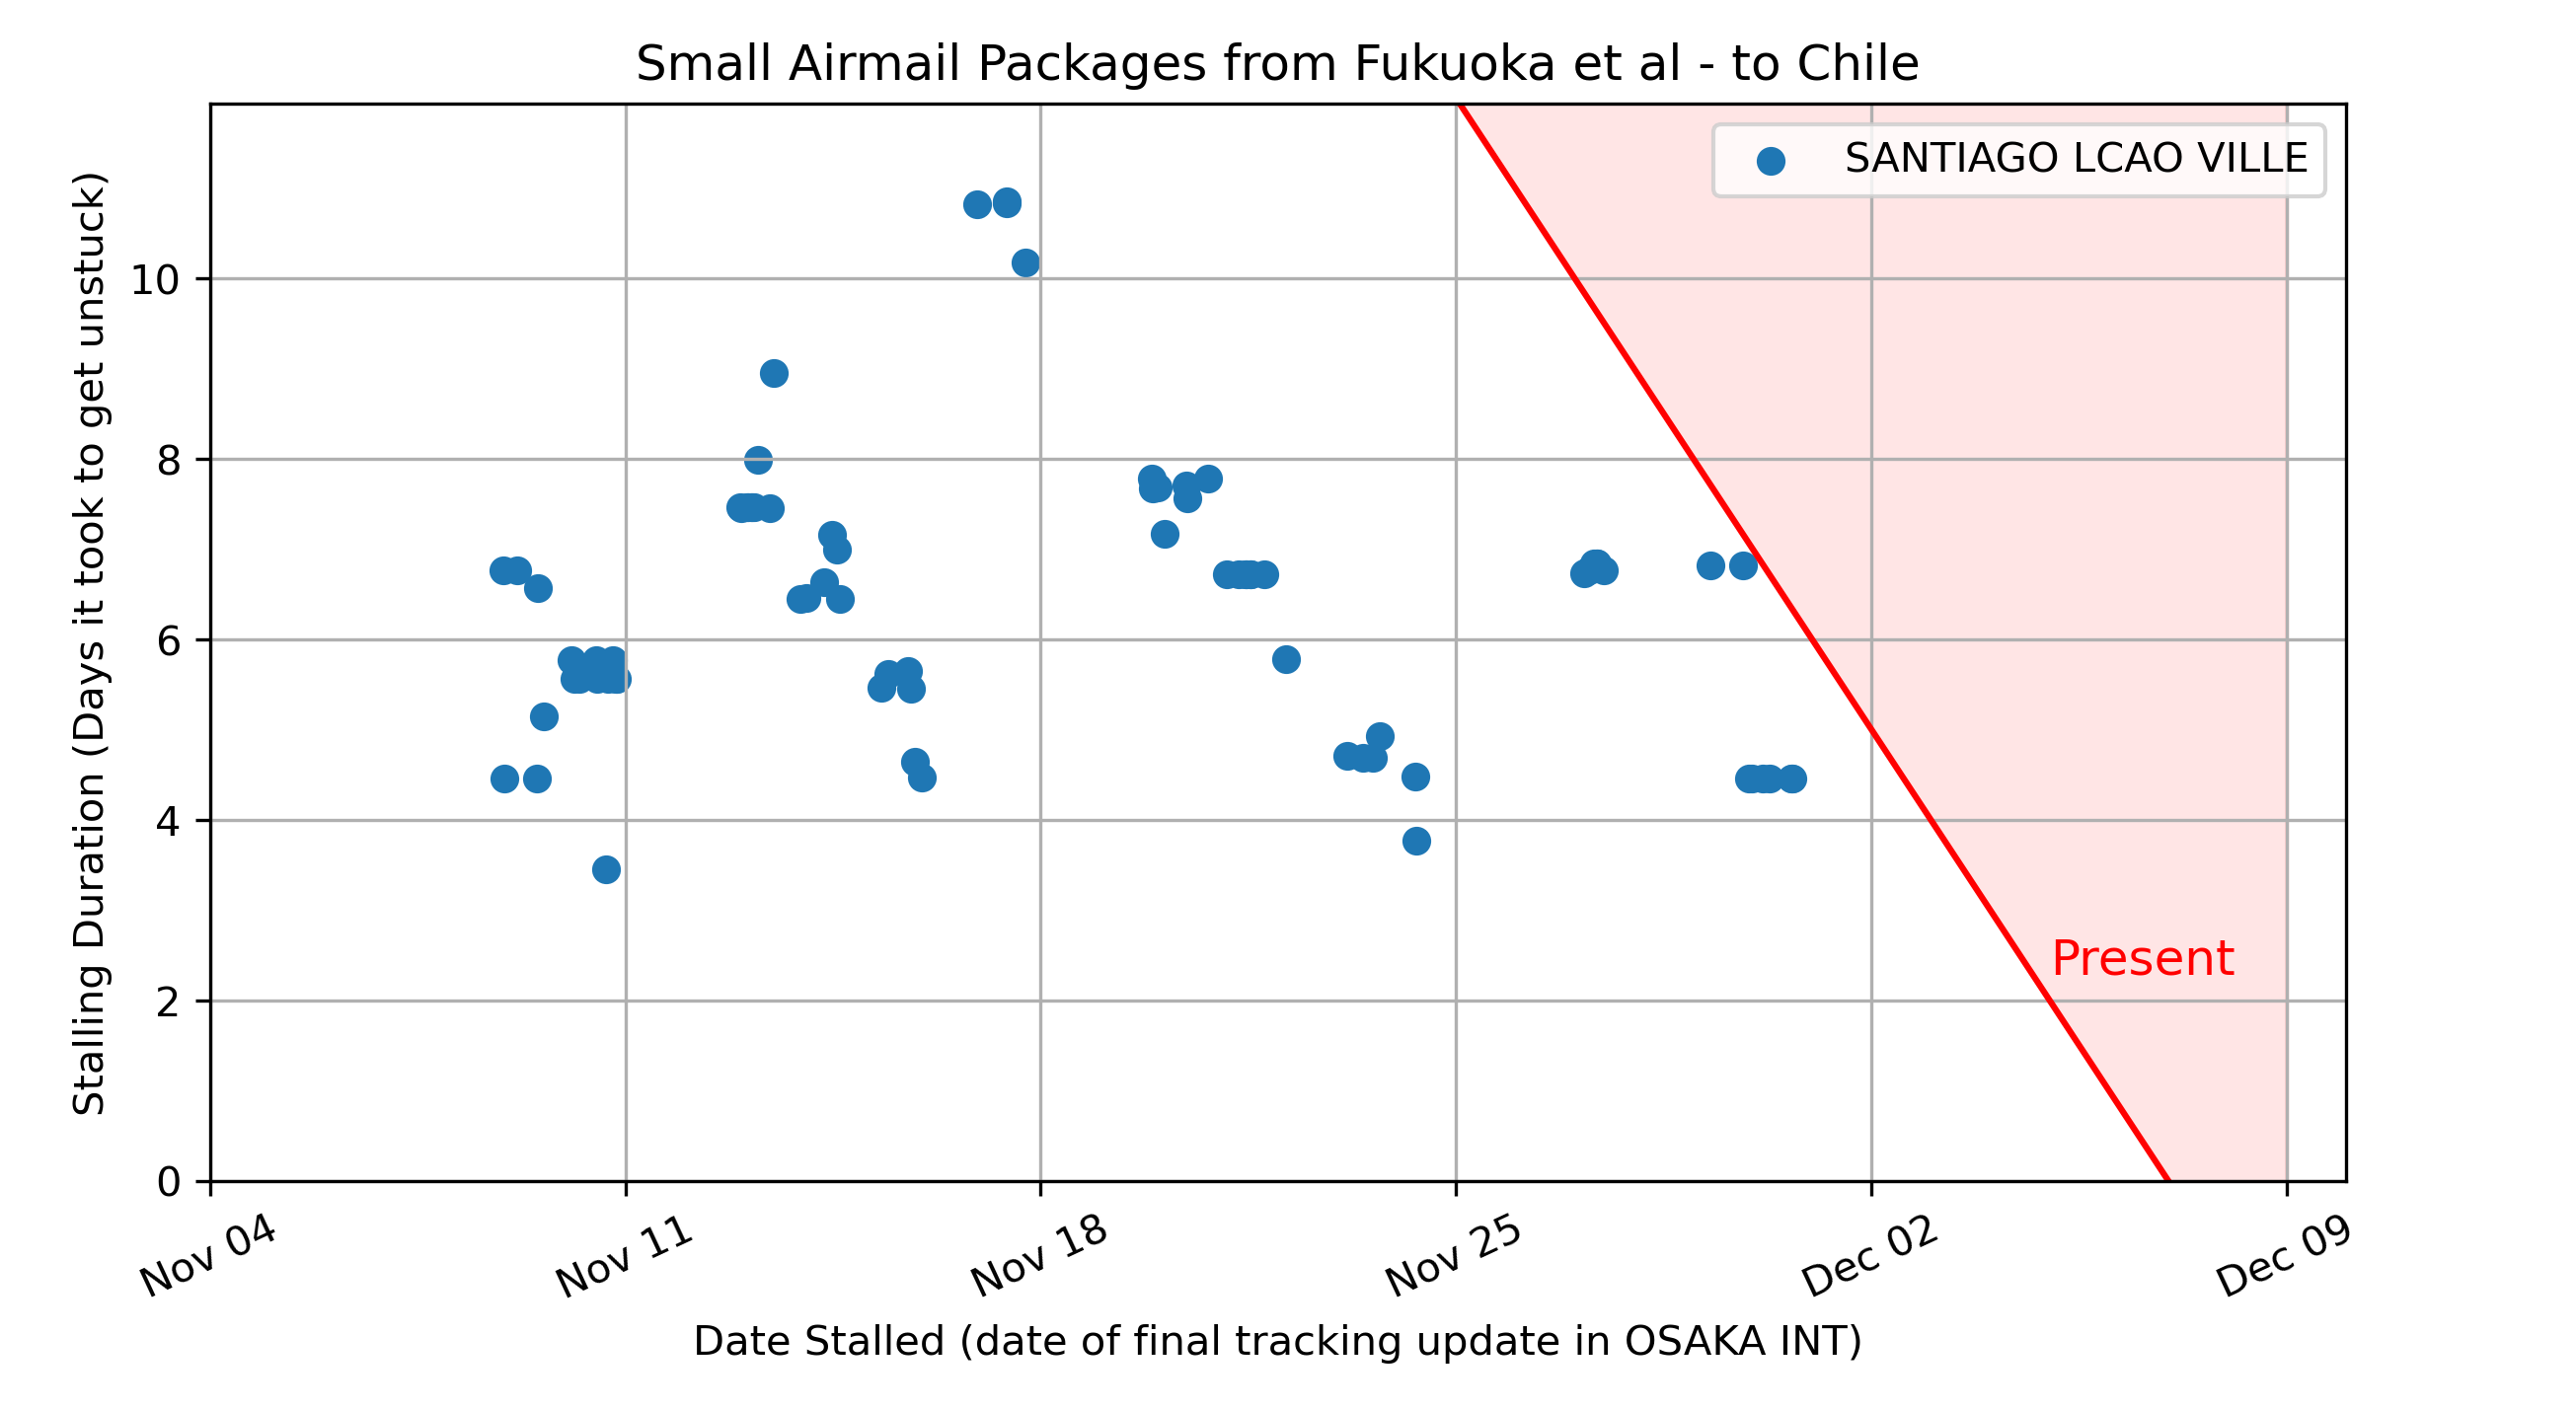 Small Airmail Packages from Fukuoka et al - to Chile
SANTIAGO LCAO VILLE
Stalling Duration (Days it took to get unstuck)
10
8
6
4
2
0
Present
Nov 04
Nov 11
Nov 18
Nov 25
Dec 02
Dec 09
Date Stalled (date of final tracking update in OSAKA INT)